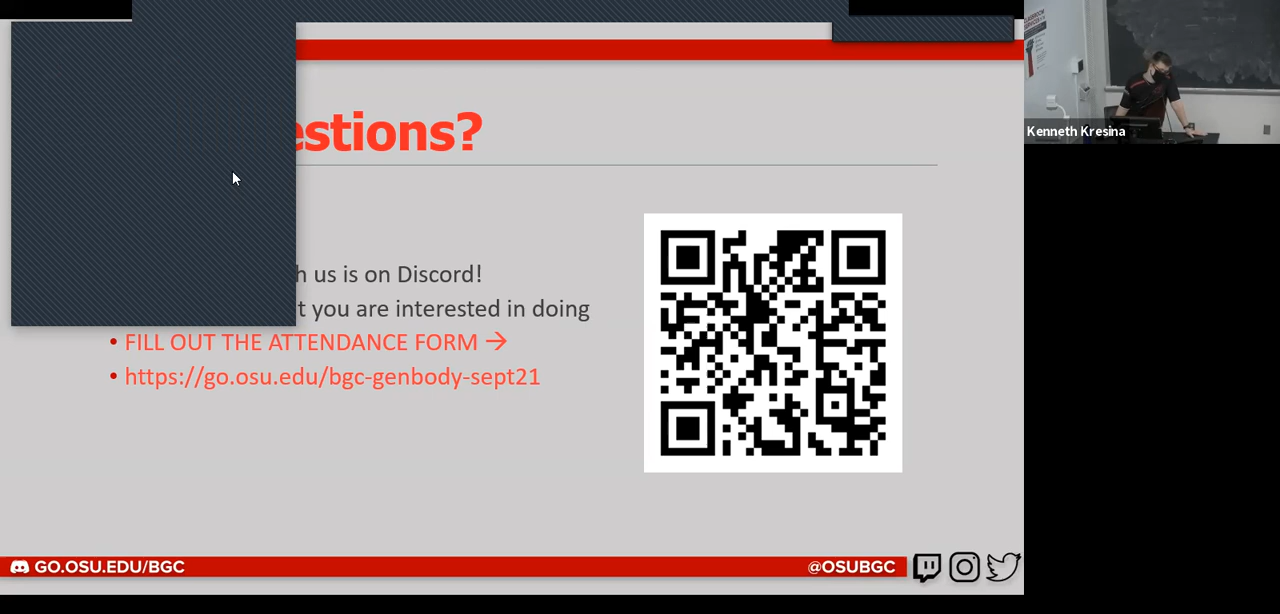 estions?
h us is on Discord!
t you are interested in doing
• FILL OUT THE ATTENDANCE FORM →
• https://go.osu.edu/bgc-genbody-sept21
GO.OSU.EDU/BGC
@OSUBGC
Kenneth Kresina